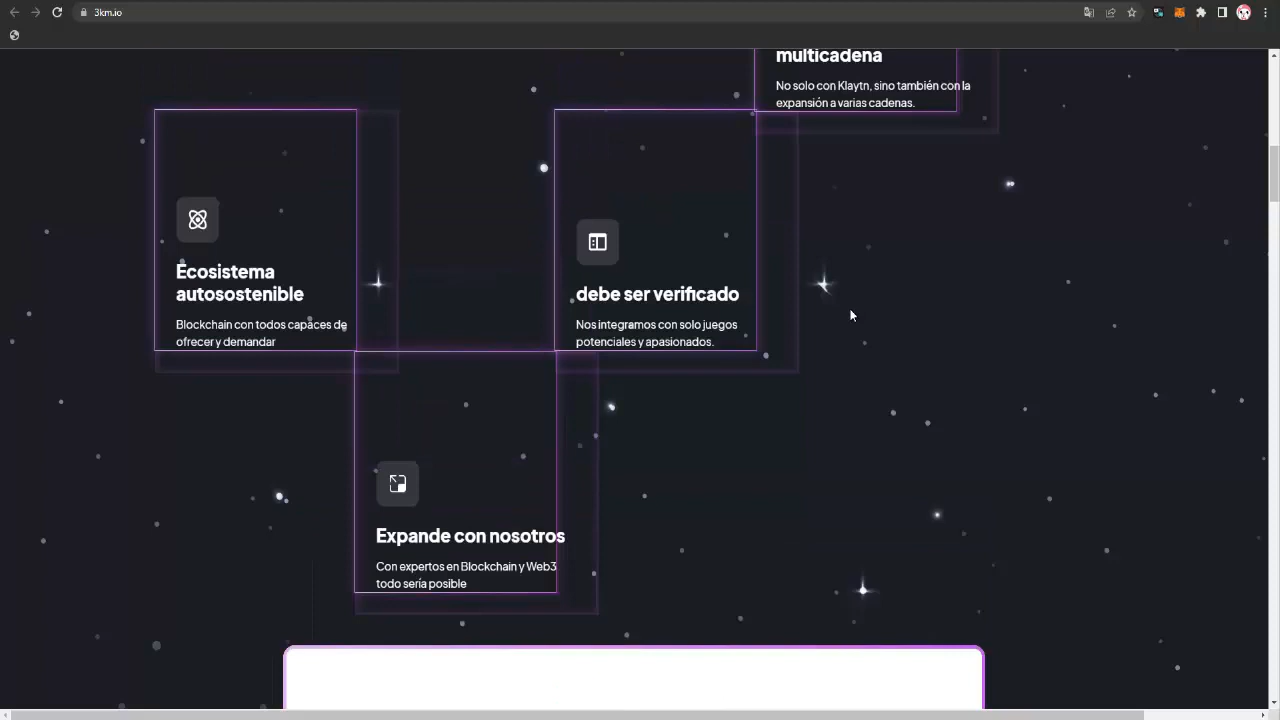 3km.io
multicadena
No solo con Klaytn, sino también con la
expansión a varias cadenas.
Ecosistema
autosostenible
Blockchain con todos capaces de
ofrecer y demandar
debe ser verificado
Nos integramos con solo juegos
potenciales y apasionados.
Expande con nosotros
Con expertos en Blockchain y Web3
todo sería posible